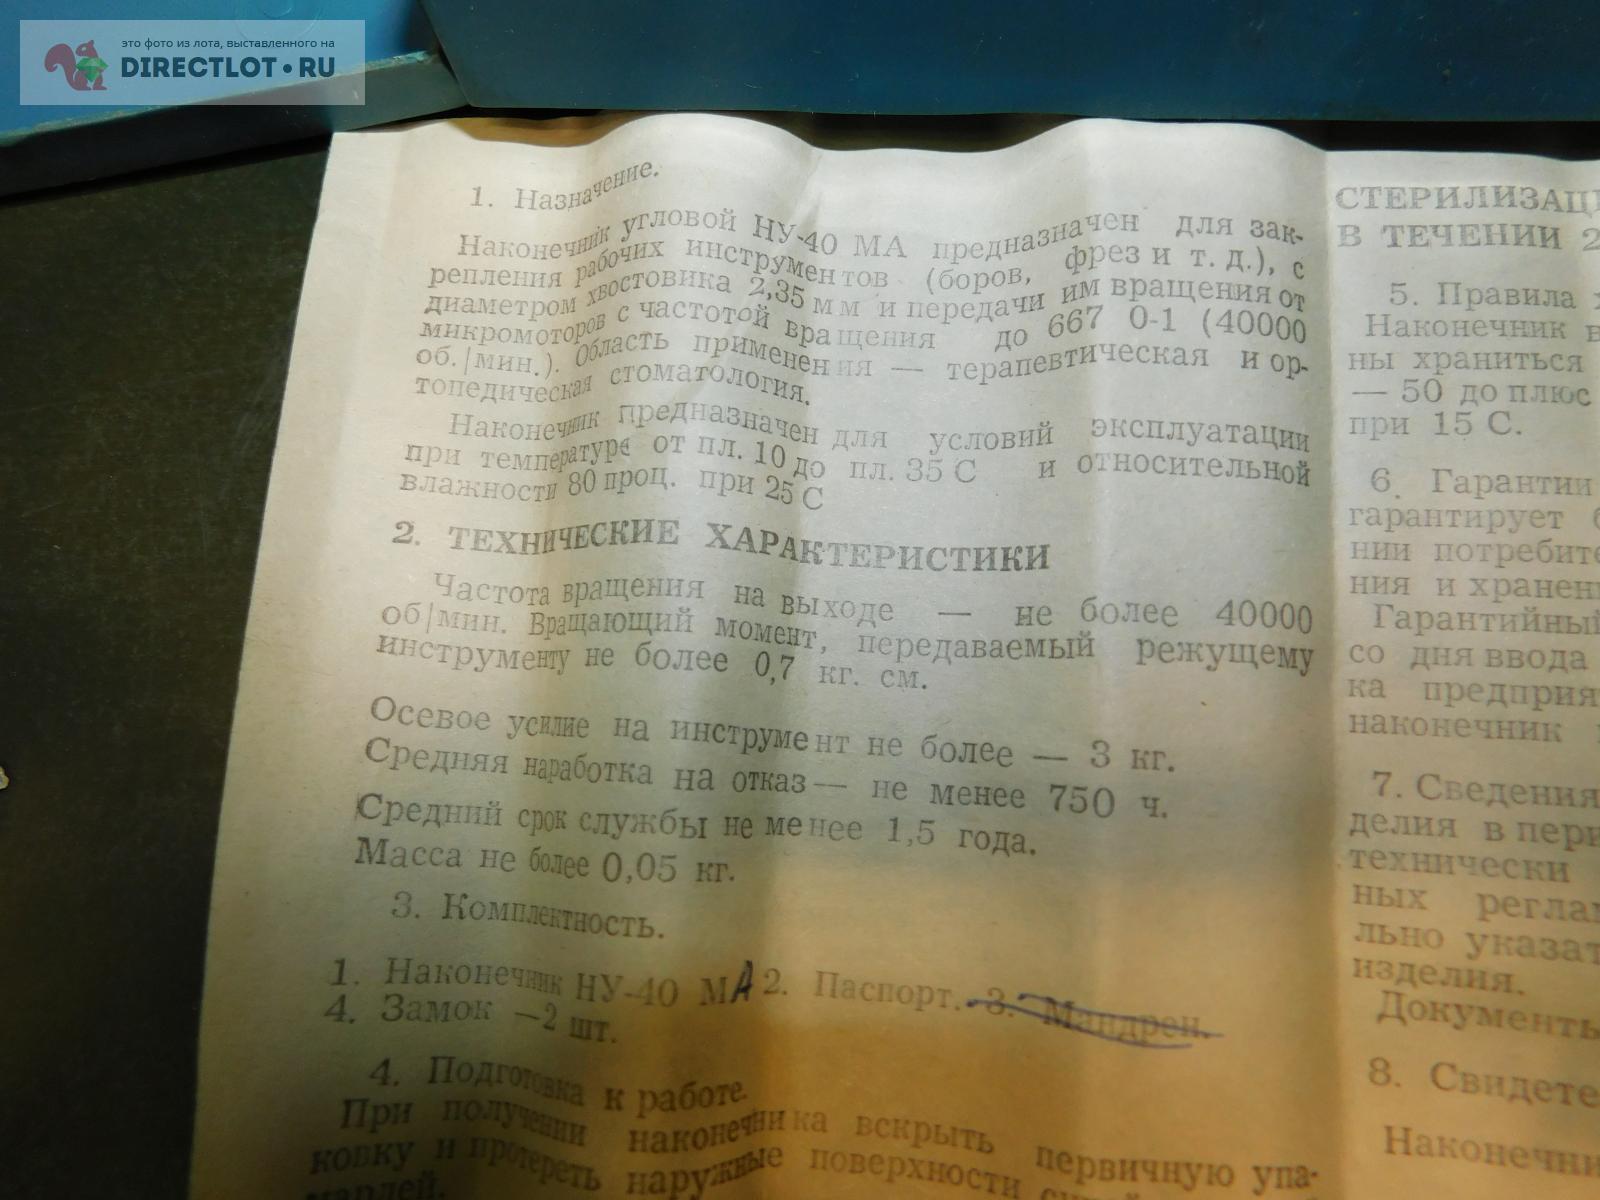 это фото из лота, выставленного на
DIRECTLOT•RU
1. Назначение.
Наконечник угловой НУ-40 МА предназначен для зак-
репления рабочих инструментов (боров, фрез и т. д.), с
диаметром хвостовика 2,35 мм и передачи им вращения от
микромоторов с частотой вращения до 667 0-1 (40000
об.|мин.). Область применения — терапевтическая и ор-
топедическая стоматология.
Наконечник предназначен для условий эксплуатации
при температуре от пл. 10 до пл. 35 С и относительной
влажности 80 проц. при 25 С
2. ТЕХНИЧЕСКИЕ ХАРАКТЕРИСТИКИ
Частота вращения на выходе — не более 40000
об|мин. Вращающий момент, передаваемый режущему
инструменту не более 0,7 кг. см.
Осевое усилие на инструмент не более — 3 кг.
Средняя наработка на отказ — не менее 750 ч.
Средний срок службы не менее 1,5 года.
Масса не более 0,05 кг.
3. Комплектность.
1. Наконечник НУ-40 МА 2. Паспорт. 3. Мандрен.
4. Замок —2 шт.
4. Подготовка к работе.
При получении наконечника вскрыть первичную упа-
ковку и протереть наружные поверхности
марлей.
СТЕРИЛИЗАЦИ
В ТЕЧЕНИИ 2
5. Правила
Наконечник в
ны храниться
— 50 до плюс
при 15 С.
6. Гарантии
гарантирует
нии потребите
ния и хранен
Гарантийный
со дня ввода
ка предприя
наконечник
7. Сведения
делия в пери
технически
ных регла
льно указат
изделия.
Документы
8. Свидете
Наконечни